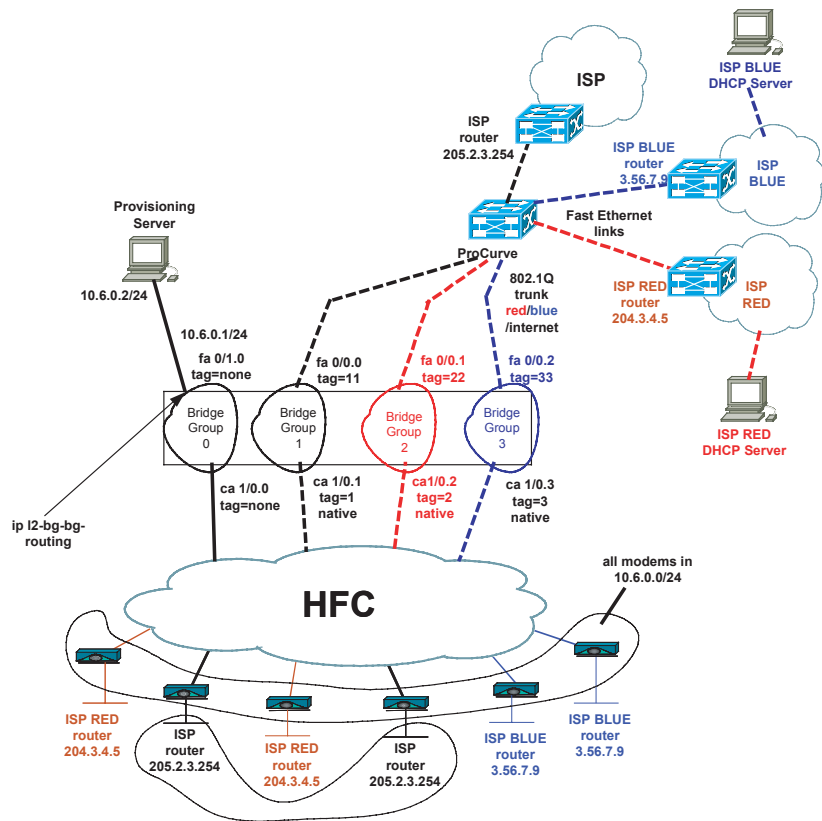 ISP BLUE
DHCP Server
ISP
ISP
router
205.2.3.254
ISP BLUE
router
3.56.7.9
ISP
BLUE
Provisioning
Server
Fast Ethernet
links
ProCurve
10.6.0.2/24
802.1Q
trunk
red/blue
/internet
ISP RED
router
204.3.4.5
ISP
RED
10.6.0.1/24
fa 0/1.0
tag=none
fa 0/0.0
tag=11
fa 0/0.1
tag=22
fa 0/0.2
tag=33
Bridge
Group
0
Bridge
Group
1
Bridge
Group
2
Bridge
Group
3
ISP RED
DHCP Server
ca 1/0.0
tag=none
ca 1/0.1
tag=1
native
ca1/0.2
tag=2
native
ca 1/0.3
tag=3
native
ip l2-bg-bg-
routing
all modems in
10.6.0.0/24
HFC
ISP RED
router
204.3.4.5
ISP
router
205.2.3.254
ISP RED
router
204.3.4.5
ISP
router
205.2.3.254
ISP BLUE
router
3.56.7.9
ISP BLUE
router
3.56.7.9